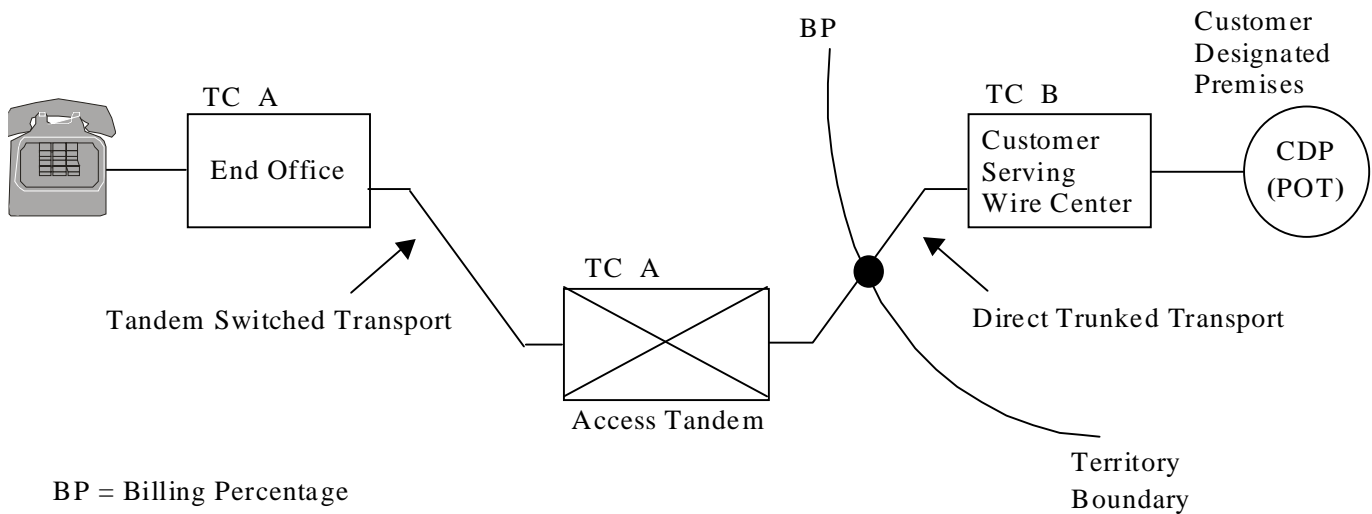 BP
Customer
Designated
Premises
TC A
TC B
End Office
Customer
Serving
Wire Center
CDP
(POT)
TC A
Tandem Switched Transport
Direct Trunked Transport
Access Tandem
Territory
Boundary
BP = Billing Percentage